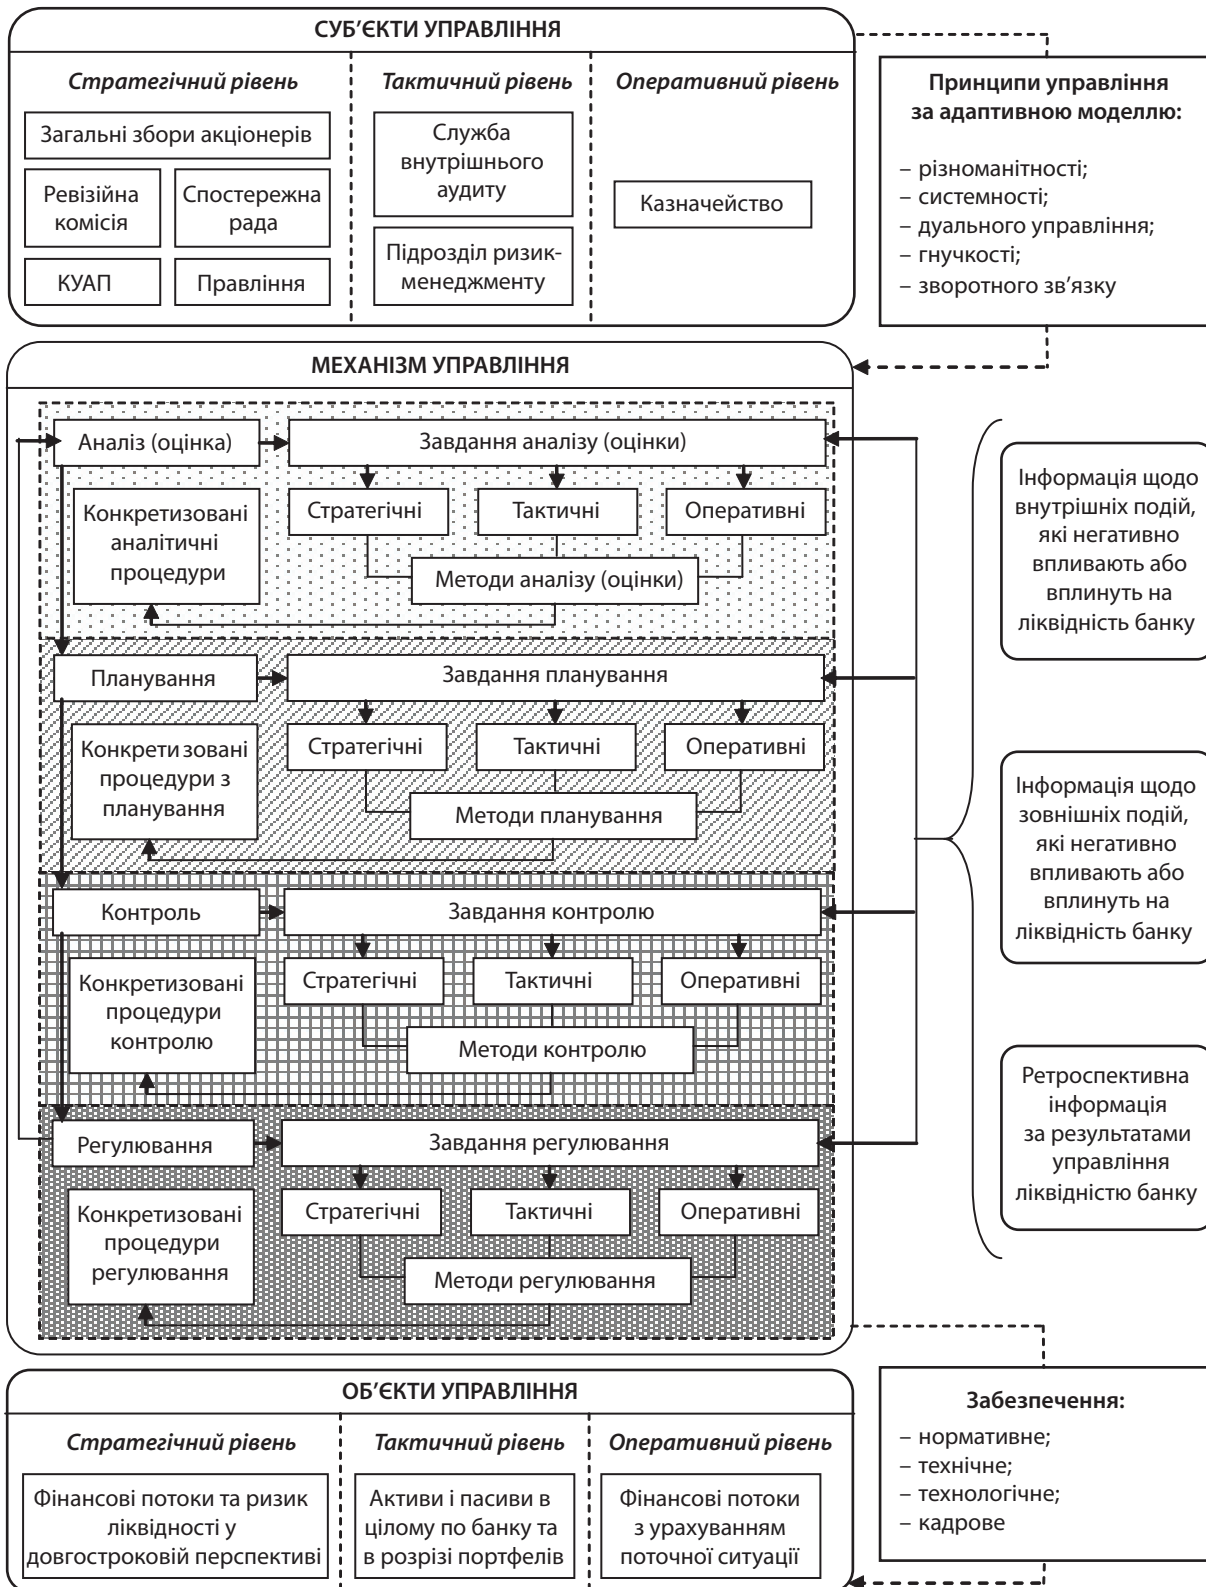 СУБ’ЄКТИ УПРАВЛІННЯ
Стратегічний рівень
Загальні збори акціонерів
Ревізійна
комісія
Спостережна
рада
КУАП
Правління
Тактичний рівень
Служба
внутрішнього
аудиту
Підрозділ ризик-
менеджменту
Оперативний рівень
Казначейство
Принципи управління
за адаптивною моделлю:
– різноманітності;
– системності;
– дуального управління;
– гнучкості;
– зворотного зв’язку
МЕХАНІЗМ УПРАВЛІННЯ
Аналіз (оцінка)
Завдання аналізу (оцінки)
Конкретизовані
аналітичні
процедури
Стратегічні
Тактичні
Оперативні
Методи аналізу (оцінки)
Планування
Завдання планування
Конкрети зовані
процедури з
планування
Стратегічні
Тактичні
Оперативні
Методи планування
Контроль
Завдання контролю
Конкретизовані
процедури
контролю
Стратегічні
Тактичні
Оперативні
Методи контролю
Регулювання
Завдання регулювання
Конкретизовані
процедури
регулювання
Стратегічні
Тактичні
Оперативні
Методи регулювання
Інформація щодо
внутрішніх подій,
які негативно
впливають або
вплинуть на
ліквідність банку
Інформація щодо
зовнішніх подій,
які негативно
впливають або
вплинуть на
ліквідність банку
Ретроспективна
інформація
за результатами
управління
ліквідністю банку
ОБ’ЄКТИ УПРАВЛІННЯ
Стратегічний рівень
Фінансові потоки та ризик
ліквідності у
довгостроковій перспективі
Тактичний рівень
Активи і пасиви в
цілому по банку та
в розрізі портфелів
Оперативний рівень
Фінансові потоки
з урахуванням
поточної ситуації
Забезпечення:
– нормативне;
– технічне;
– технологічне;
– кадрове